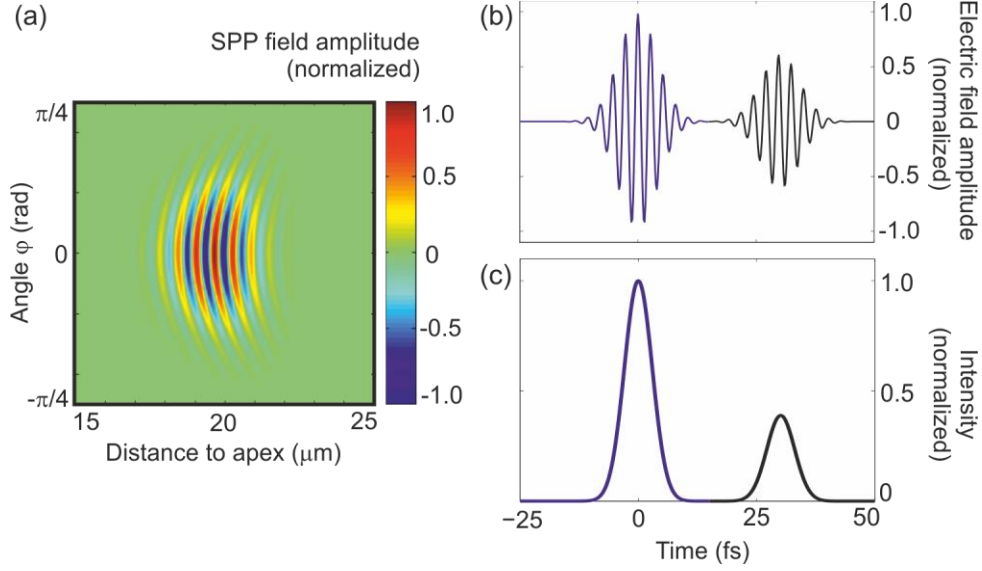 (a)
SPP field amplitude
(normalized)
π/4
0
-π/4
Angle φ (rad)
15 20 25
Distance to apex (μm)
1.0
0.5
0
-0.5
-1.0
(b)
1.0
0.5
0
-0.5
-1.0
Electric field amplitude
(normalized)
(c)
1.0
0.5
0
Intensity
(normalized)
−25 0 25 50
Time (fs)